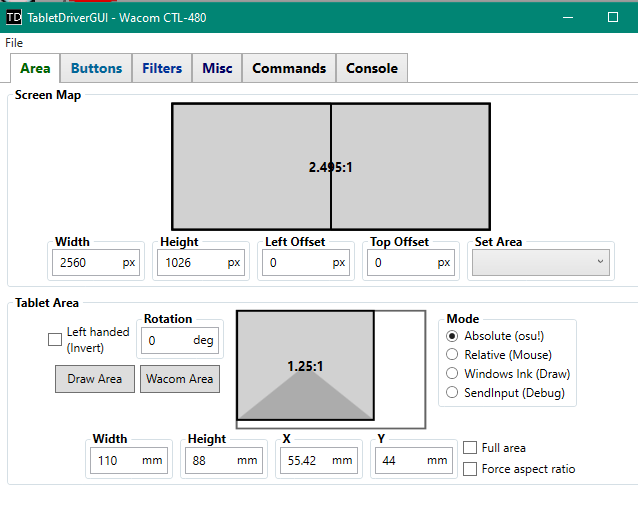 TD TabletDriverGUI - Wacom CTL-480
File
Area Buttons Filters Misc Commands Console
Screen Map
2.495:1
Width Height Left Offset Top Offset Set Area
2560 px 1026 px 0 px 0 px
Tablet Area
Left handed
(Invert)
Rotation
0 deg
Draw Area Wacom Area
1.25:1
Mode
Absolute (osu!)
Relative (Mouse)
Windows Ink (Draw)
SendInput (Debug)
Width Height X Y
110 mm 88 mm 55.42 mm 44 mm
Full area
Force aspect ratio